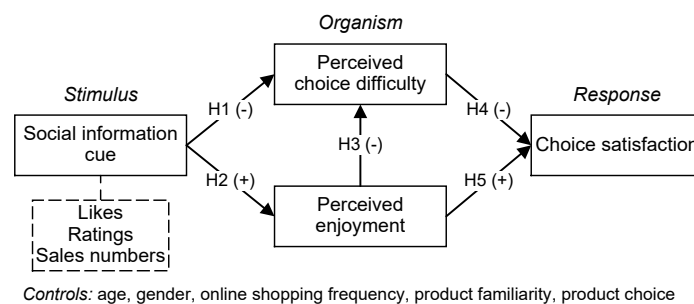 Organism
Perceived
choice difficulty
Stimulus
Response
H1 (-)
H4 (-)
Social information
cue
H3 (-)
Choice satisfaction
H2 (+)
H5 (+)
Perceived
enjoyment
Likes
Ratings
Sales numbers
Controls: age, gender, online shopping frequency, product familiarity, product choice